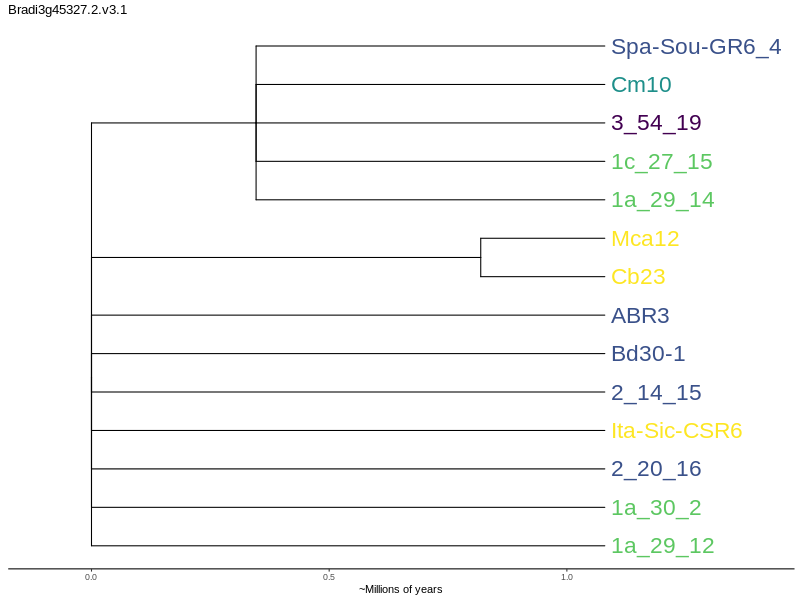 Bradi3g45327.2.v3.1
Spa-Sou-GR6_4
Cm10
3_54_19
1c_27_15
1a_29_14
Mca12
Cb23
ABR3
Bd30-1
2_14_15
Ita-Sic-CSR6
2_20_16
1a_30_2
1a_29_12
0.0 0.5 1.0
~Millions of years